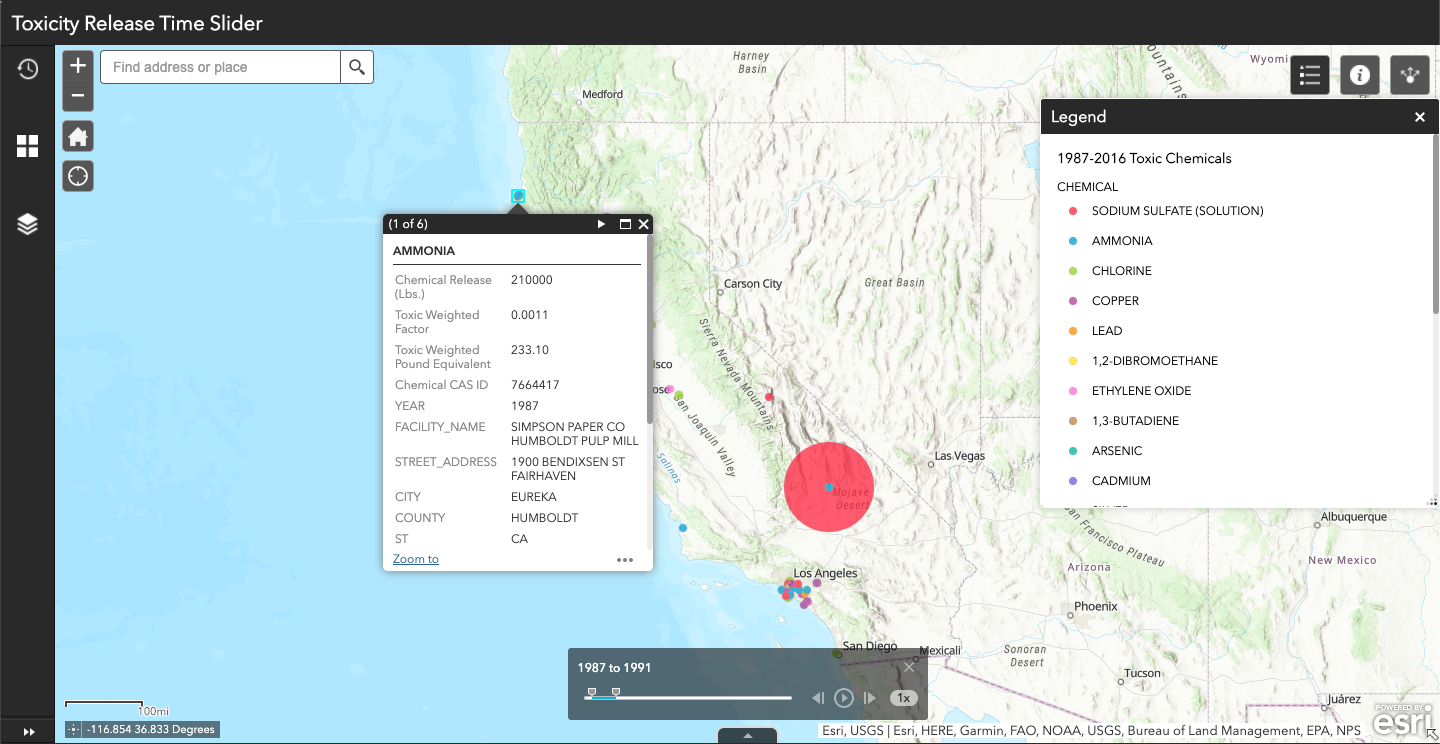 Toxicity Release Time Slider
Find address or place
Harney
Basin
Wyomi
Medford
Legend
1987-2016 Toxic Chemicals
CHEMICAL
SODIUM SULFATE (SOLUTION)
AMMONIA
CHLORINE
COPPER
LEAD
1,2-DIBROMOETHANE
ETHYLENE OXIDE
1,3-BUTADIENE
ARSENIC
CADMIUM
(1 of 6)
AMMONIA
Chemical Release (Lbs.) 210000
Toxic Weighted Factor 0.0011
Toxic Weighted Pound Equivalent 233.10
Chemical CAS ID 7664417
YEAR 1987
FACILITY_NAME SIMPSON PAPER CO
HUMBOLDT PULP MILL
STREET_ADDRESS 1900 BENDIXSEN ST
FAIRHAVEN
CITY EUREKA
COUNTY HUMBOLDT
ST CA
Zoom to
Carson City
Great Basin
Sierra Nevada Mountains
isco
ose
San Joaquin Valley
Salinas
Las Vegas
Mojave
Desert
Los Angeles
San Diego
Mexicali
Sonoran
Desert
Phoenix
Tucson
Arizona
San Francisco Plateau
Albuquerque
New Mexico
Juárez
1987 to 1991
1x
100mi
-116.854 36.833 Degrees
Esri, USGS | Esri, HERE, Garmin, FAO, NOAA, USGS, Bureau of Land Management, EPA, NPS
POWERED BY
esri